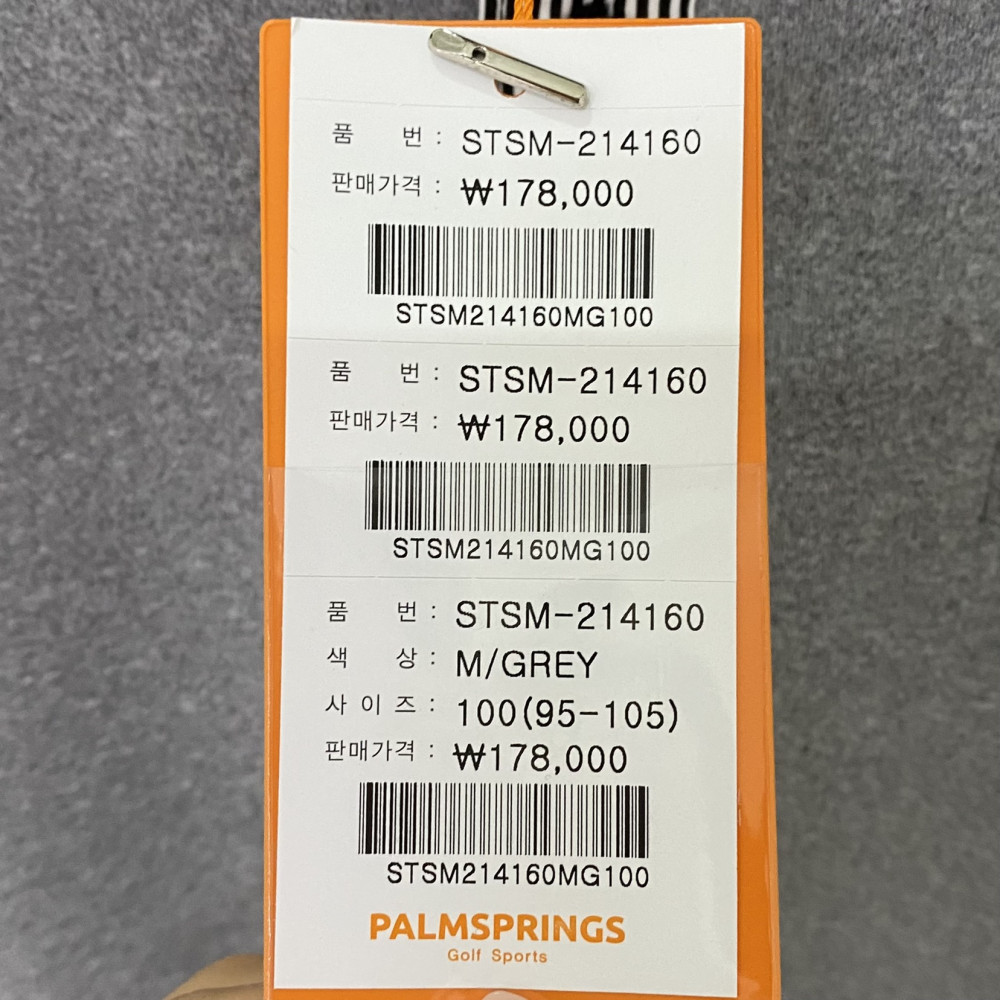 품 번 : STSM-214160
판매가격 : ₩178,000
STSM214160MG100
품 번 : STSM-214160
판매가격 : ₩178,000
STSM214160MG100
품 번 : STSM-214160
색 상 : M/GREY
사 이 즈 : 100(95-105)
판매가격 : ₩178,000
STSM214160MG100
PALMSPRINGS
Golf Sports